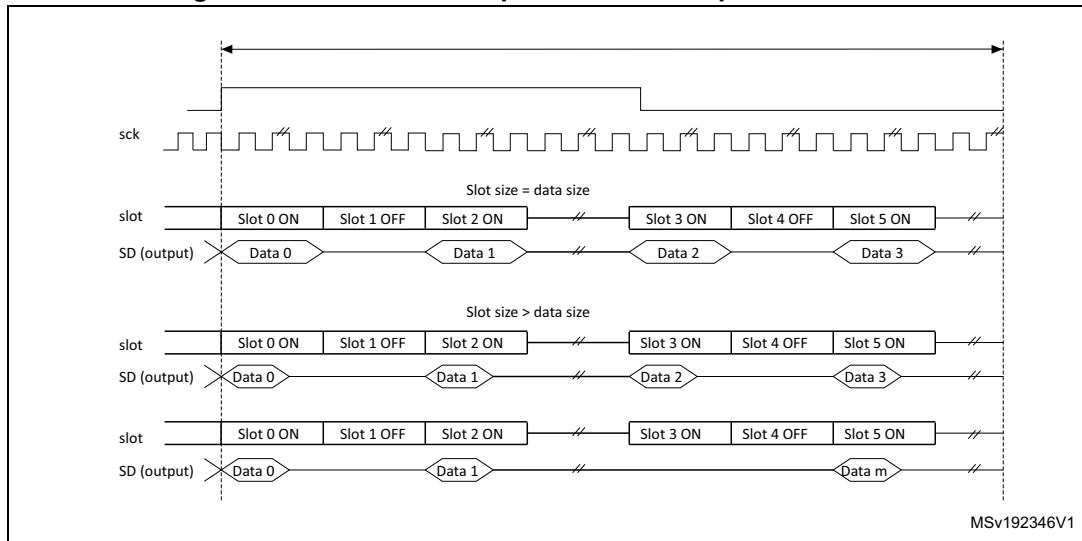 sck
Slot size = data size
slot Slot 0 ON Slot 1 OFF Slot 2 ON Slot 3 ON Slot 4 OFF Slot 5 ON
SD (output) Data 0 Data 1 Data 2 Data 3
Slot size > data size
slot Slot 0 ON Slot 1 OFF Slot 2 ON Slot 3 ON Slot 4 OFF Slot 5 ON
SD (output) Data 0 Data 1 Data 2 Data 3
slot Slot 0 ON Slot 1 OFF Slot 2 ON Slot 3 ON Slot 4 OFF Slot 5 ON
SD (output) Data 0 Data 1 Data m
MSv192346V1